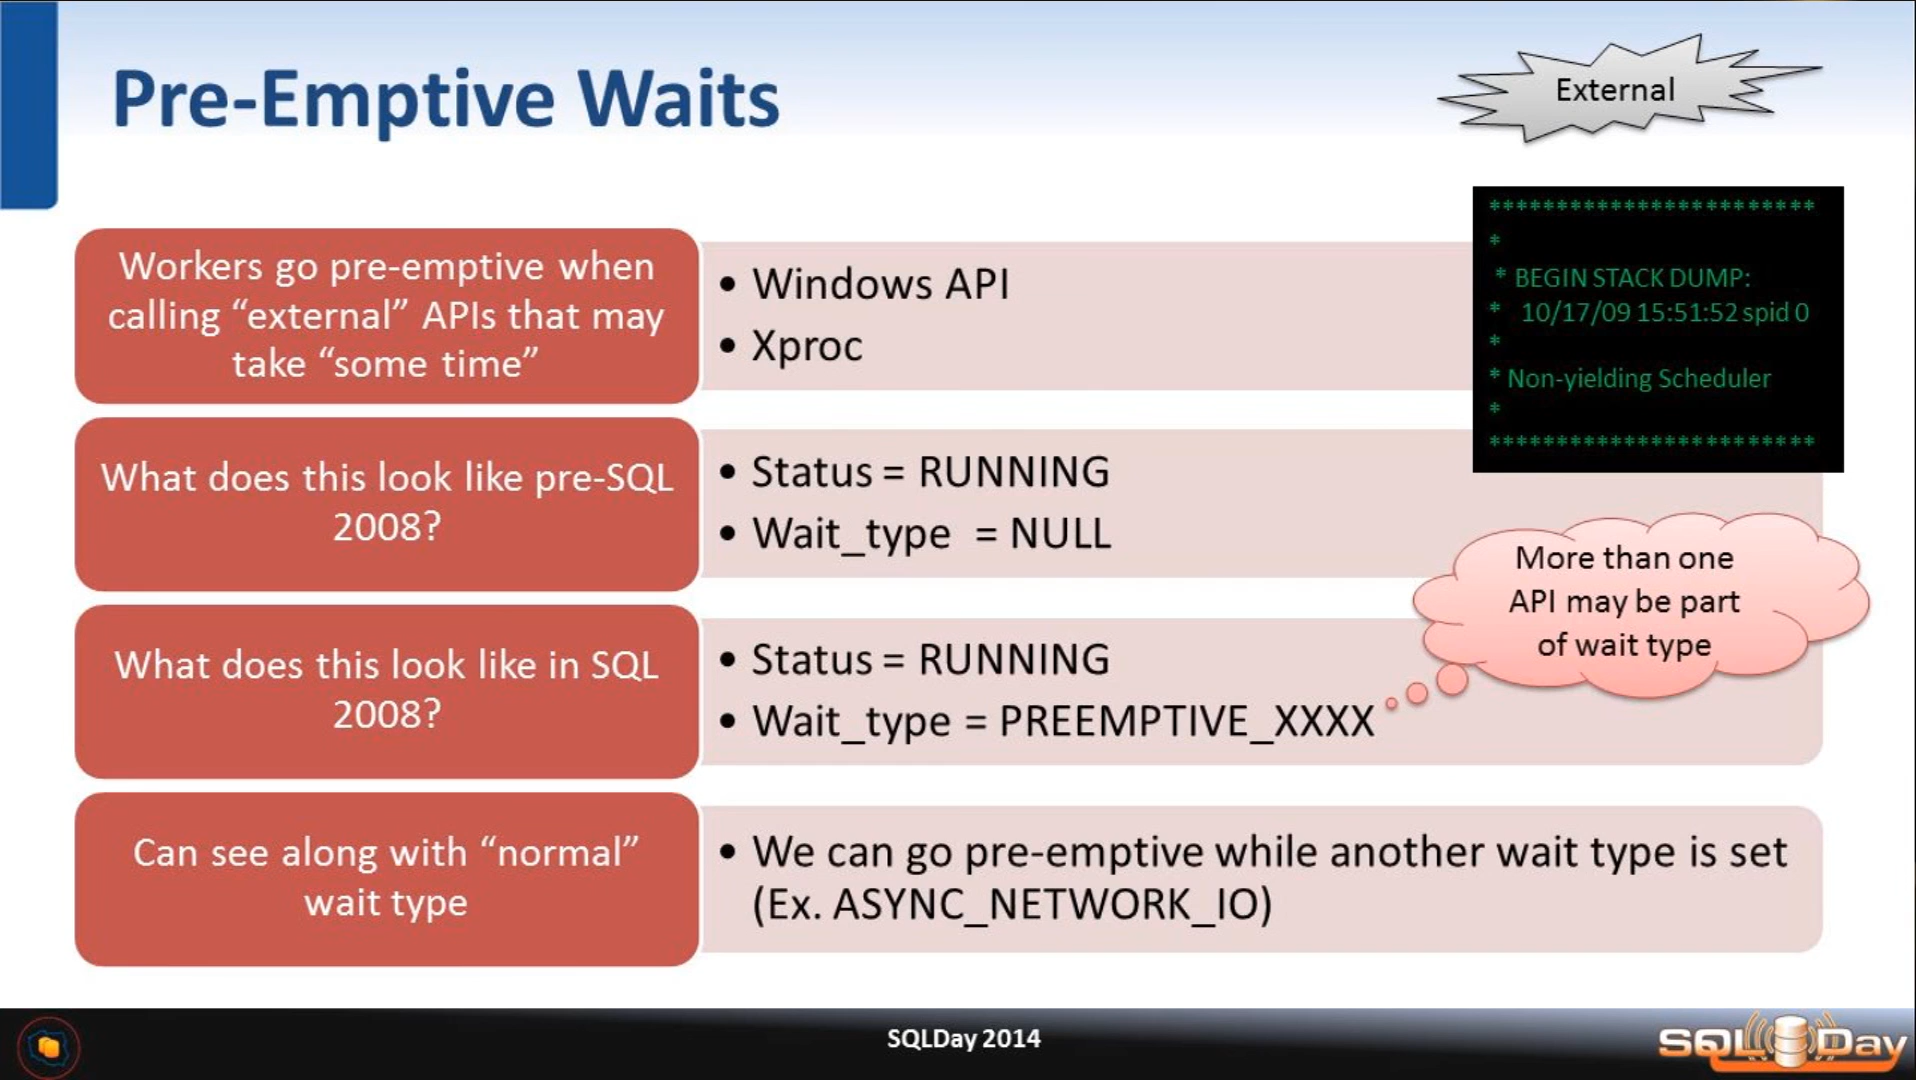 Pre-Emptive Waits
External
Workers go pre-emptive when
calling “external” APIs that may
take “some time”
• Windows API
• Xproc
*************************
*
* BEGIN STACK DUMP:
* 10/17/09 15:51:52 spid 0
*
* Non-yielding Scheduler
*
*************************
What does this look like pre-SQL
2008?
• Status = RUNNING
• Wait_type = NULL
More than one
API may be part
of wait type
What does this look like in SQL
2008?
• Status = RUNNING
• Wait_type = PREEMPTIVE_XXXX
Can see along with “normal”
wait type
• We can go pre-emptive while another wait type is set
(Ex. ASYNC_NETWORK_IO)
SQLDay 2014
SQL Day